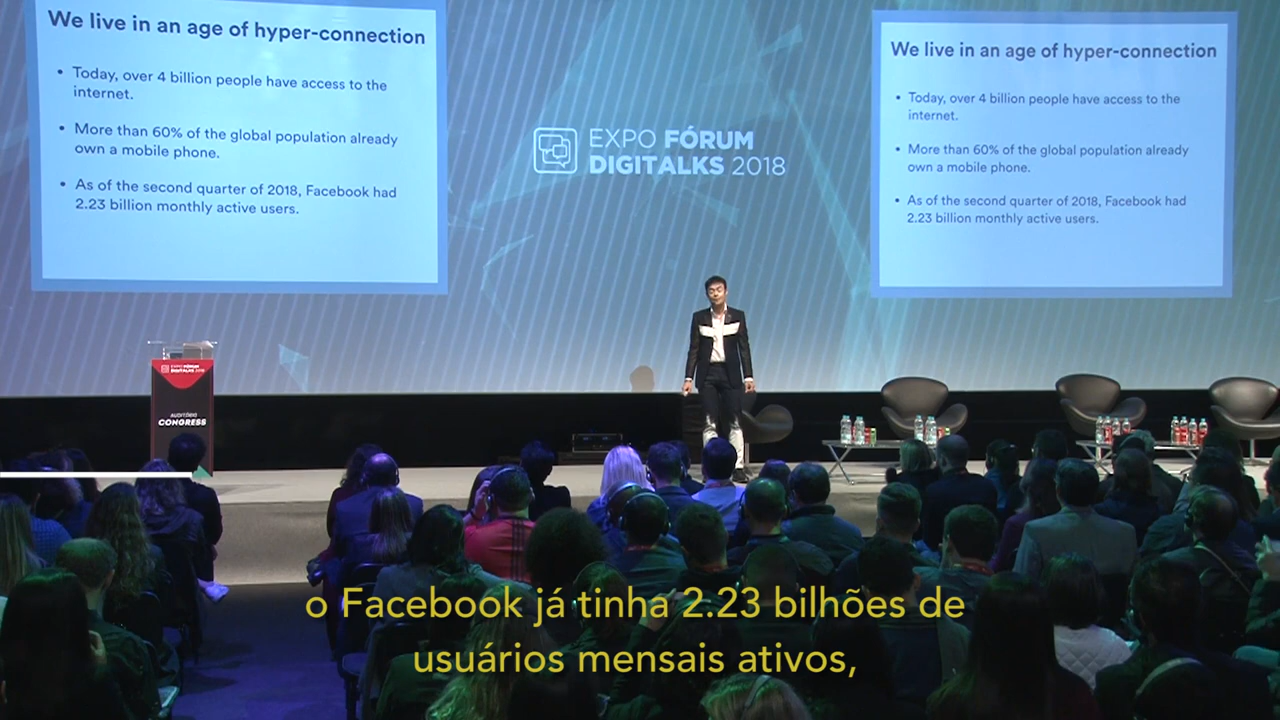 We live in an age of hyper-connection
• Today, over 4 billion people have access to the
internet.
• More than 60% of the global population already
own a mobile phone.
• As of the second quarter of 2018, Facebook had
2.23 billion monthly active users.
EXPO FÓRUM
DIGITALKS 2018
We live in an age of hyper-connection
• Today, over 4 billion people have access to the
internet.
• More than 60% of the global population already
own a mobile phone.
• As of the second quarter of 2018, Facebook had
2.23 billion monthly active users.
EXPO FÓRUM
DIGITALKS 2018
AUDITÓRIO
CONGRESS
o Facebook já tinha 2.23 bilhões de
usuários mensais ativos,